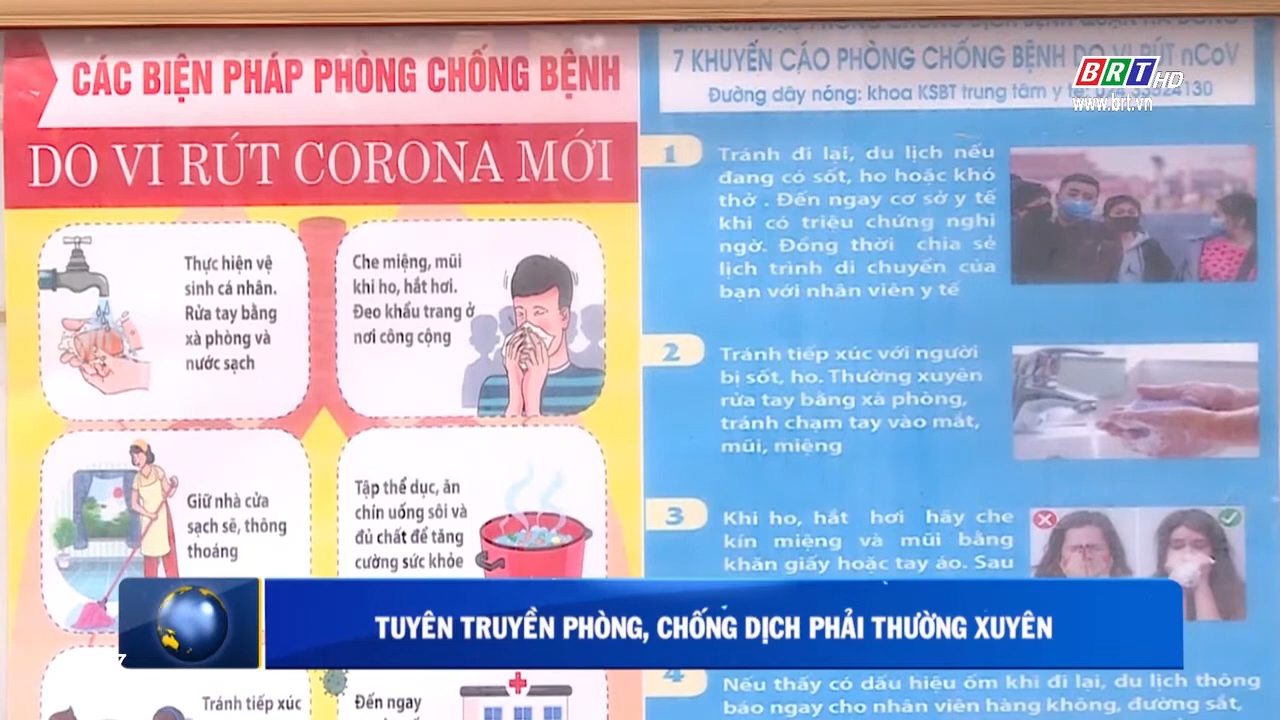 CÁC BIỆN PHÁP PHÒNG CHỐNG BỆNH
DO VI RÚT CORONA MỚI
Thực hiện vệ
sinh cá nhân.
Rửa tay bằng
xà phòng và
nước sạch
Che miệng, mũi
khi ho, hắt hơi.
Đeo khẩu trang ở
nơi công cộng
Giữ nhà cửa
sạch sẽ, thông
thoáng
Tập thể dục, ăn
chín uống sôi và
đủ chất để tăng
cường sức khỏe
Tránh tiếp xúc
Đến ngay
7 KHUYẾN CÁO PHÒNG CHỐNG BỆNH DO VI RÚT nCoV
Đường dây nóng: khoa KSBT trung tâm y tế:
1
Tránh đi lại, du lịch nếu
đang có sốt, ho hoặc khó
thở . Đến ngay cơ sở y tế
khi có triệu chứng nghi
ngờ. Đồng thời chia sẻ
lịch trình di chuyển của
bạn với nhân viên y tế
2
Tránh tiếp xúc với người
bị sốt, ho. Thường xuyên
rửa tay bằng xà phòng,
tránh chạm tay vào mắt,
mũi, miệng
3
Khi ho, hắt hơi hãy che
kín miệng và mũi bằng
khăn giấy hoặc tay áo. Sau
4
Nếu thấy có dấu hiệu ốm khi đi lại, du lịch thông
báo ngay cho nhân viên hàng không, đường sắt,
BRT HD
www.brt.vn
TUYÊN TRUYỀN PHÒNG, CHỐNG DỊCH PHẢI THƯỜNG XUYÊN